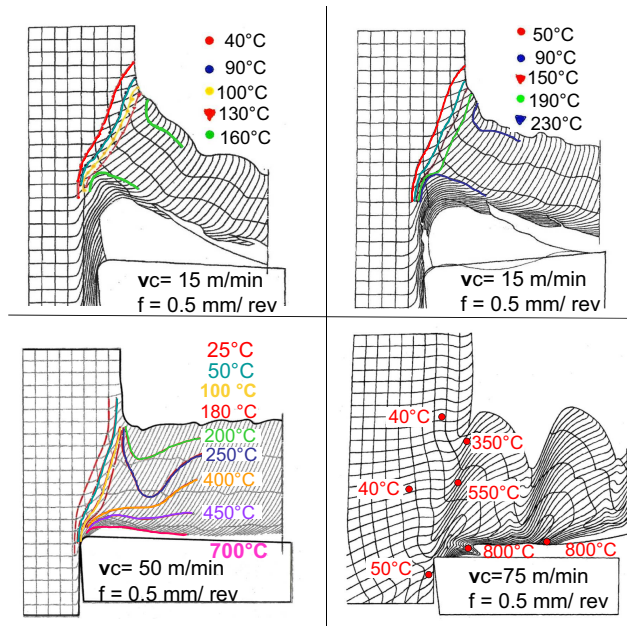 40°C
90°C
100°C
130°C
160°C
vc= 15 m/min
f = 0.5 mm/ rev
50°C
90°C
150°C
190°C
230°C
vc= 15 m/min
f = 0.5 mm/ rev
25°C
50°C
100 °C
180 °C
200°C
250°C
400°C
450°C
700°C
vc= 50 m/min
f = 0.5 mm/ rev
40°C
350°C
40°C
550°C
800°C
800°C
50°C
vc=75 m/min
f = 0.5 mm/ rev